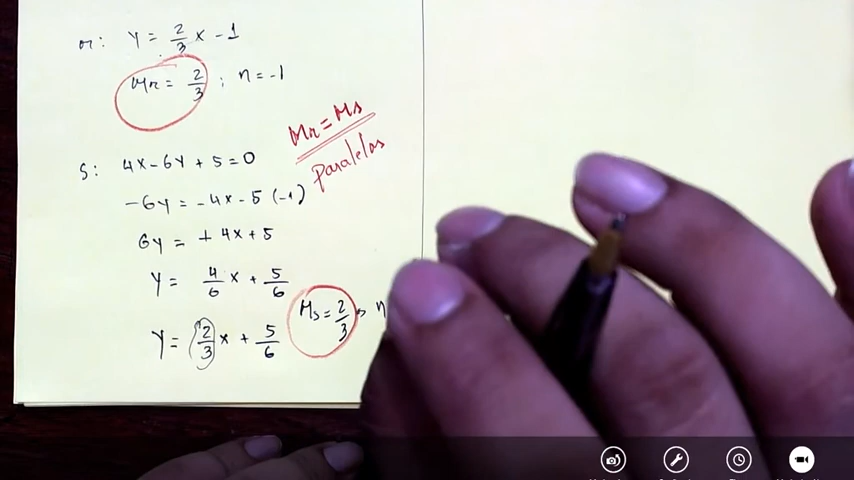 r: Y = 2/3 x - 1
Mr = 2/3 ; n = -1
Mr = Ms
paralelas
S: 4x - 6y + 5 = 0
-6y = -4x - 5 (-1)
6y = +4x + 5
y = 4/6 x + 5/6
Ms = 2/3 n
y = 2/3 x + 5/6